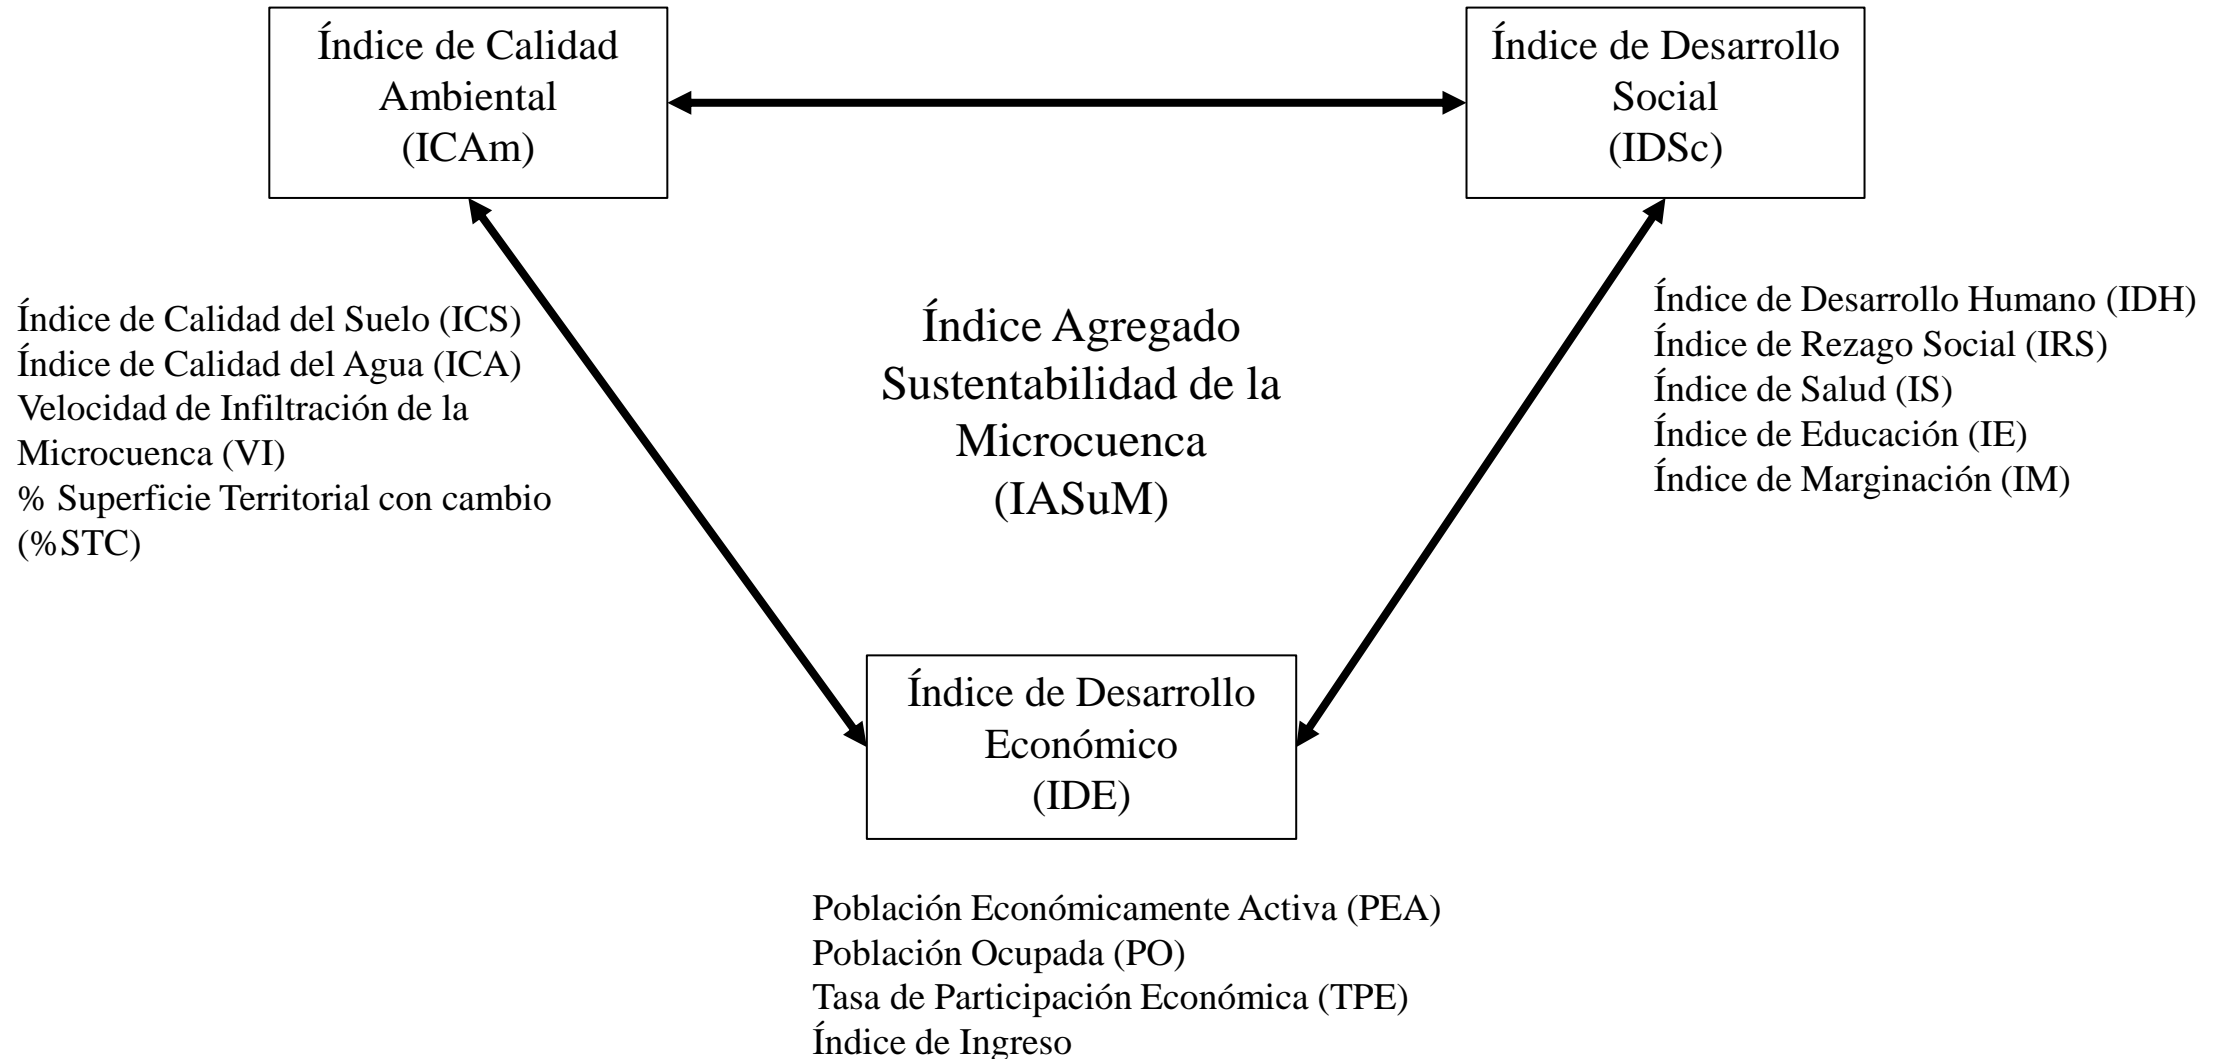 Índice de Calidad
Ambiental
(ICAm)
Índice de Desarrollo
Social
(IDSc)
Índice de Calidad del Suelo (ICS)
Índice de Calidad del Agua (ICA)
Velocidad de Infiltración de la
Microcuenca (VI)
% Superficie Territorial con cambio
(%STC)
Índice Agregado
Sustentabilidad de la
Microcuenca
(IASuM)
Índice de Desarrollo Humano (IDH)
Índice de Rezago Social (IRS)
Índice de Salud (IS)
Índice de Educación (IE)
Índice de Marginación (IM)
Índice de Desarrollo
Económico
(IDE)
Población Económicamente Activa (PEA)
Población Ocupada (PO)
Tasa de Participación Económica (TPE)
Índice de Ingreso